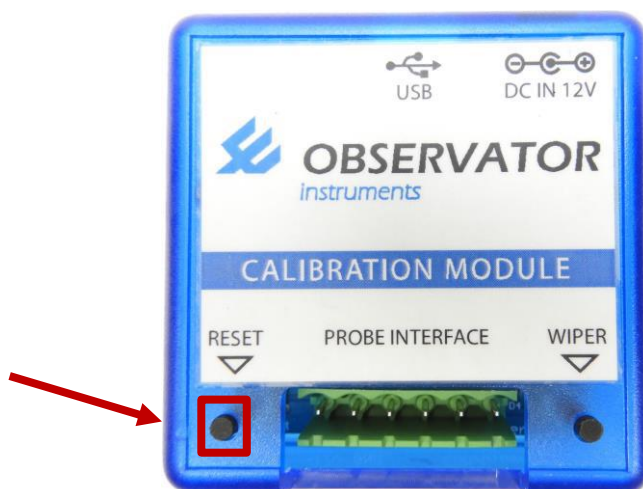 USB
DC IN 12V
OBSERVATOR
instruments
CALIBRATION MODULE
RESET
PROBE INTERFACE
WIPER